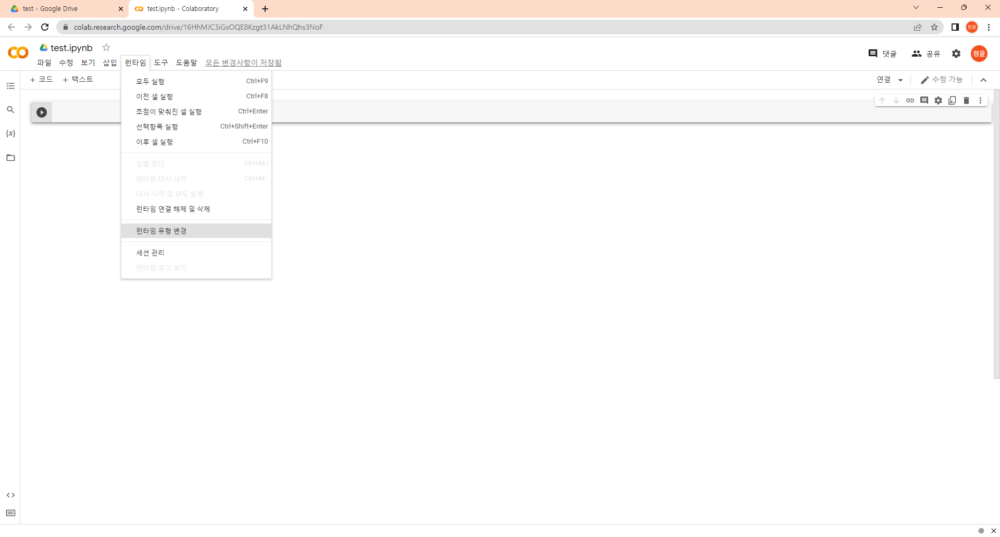 test - Google Drive
test.ipynb - Colaboratory
colab.research.google.com/drive/16HhMJC3iGsOQE8Kzgt31AkLNhQhs3NoF
정윤
test.ipynb
댓글
공유
정윤
파일 수정 보기 삽입 런타임 도구 도움말 모든 변경사항이 저장됨
+ 코드 + 텍스트
연결
수정 가능
모두 실행 Ctrl+F9
이전 셀 실행 Ctrl+F8
초점이 맞춰진 셀 실행 Ctrl+Enter
선택항목 실행 Ctrl+Shift+Enter
{x}
이후 셀 실행 Ctrl+F10
실행 중단 Ctrl+M I
런타임 다시 시작 Ctrl+M .
다시 시작 및 모두 실행
런타임 연결 해제 및 삭제
런타임 유형 변경
세션 관리
런타임 로그 보기